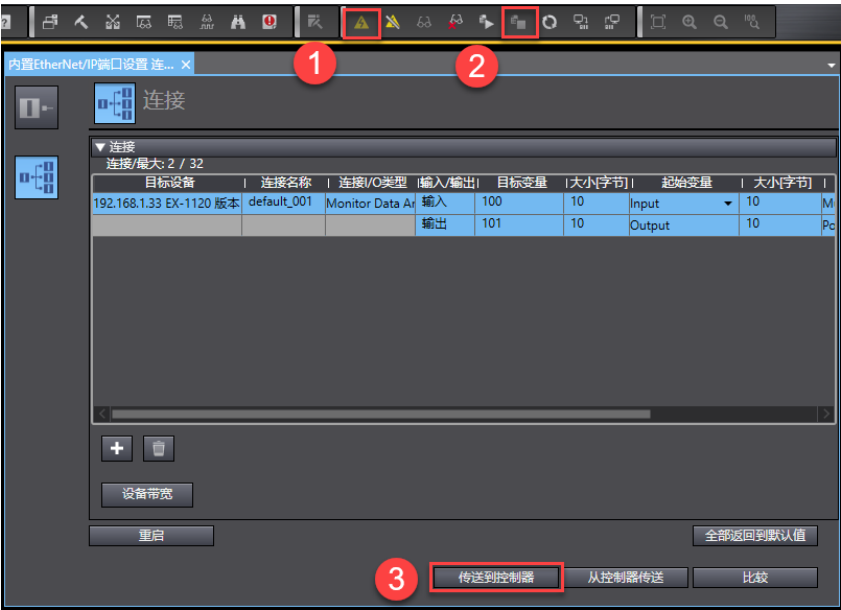 100
内置EtherNet/IP端口设置 连... ×
1
2
连接
▼连接
连接/最大: 2 / 32
目标设备 | 连接名称 | 连接I/O类型 |输入/输出| 目标变量 |大小[字节]| 起始变量 | 大小[字节] |
192.168.1.33 EX-1120 版本 default_001 Monitor Data Ar 输入 100 10 Input 10 M
输出 101 10 Output 10 Po
+
设备带宽
重启 全部返回到默认值
3 传送到控制器 从控制器传送 比较